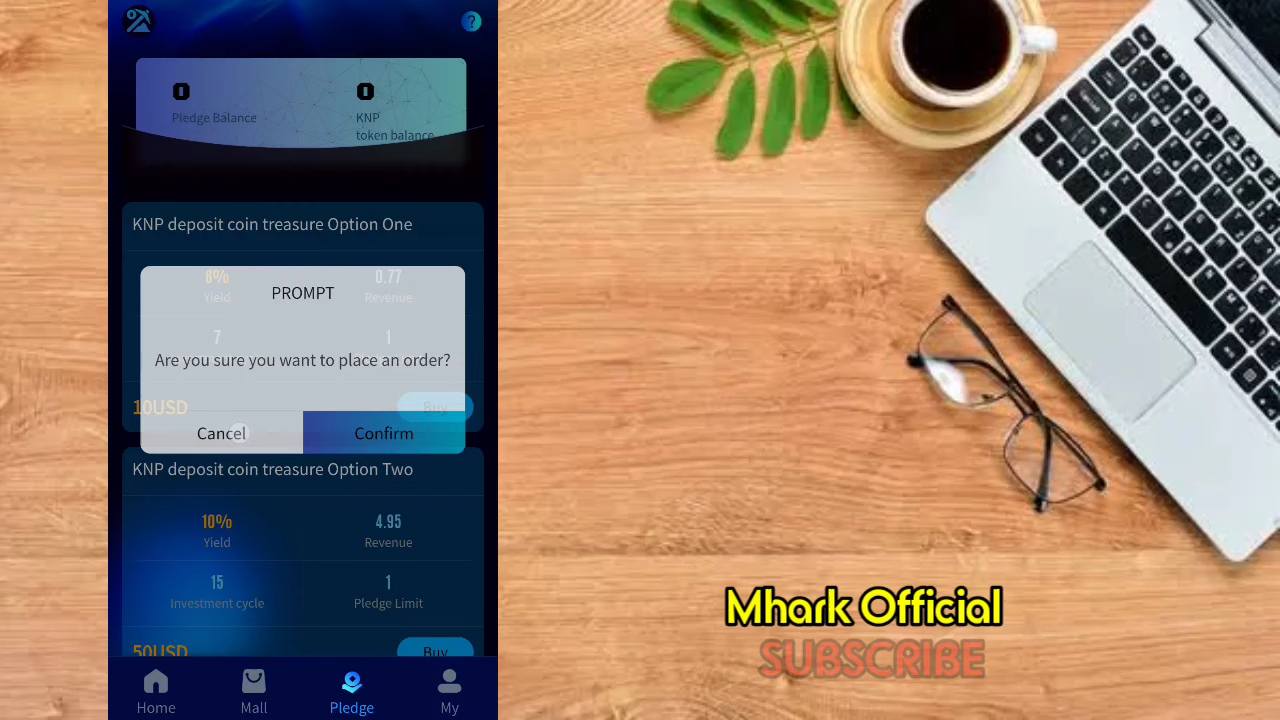 ?
0
0
Pledge Balance
KNP
token balance
KNP deposit coin treasure Option One
8%
0.77
Yield
Revenue
PROMPT
7
1
Are you sure you want to place an order?
10USD
Buy
Cancel
Confirm
KNP deposit coin treasure Option Two
10%
4.95
Yield
Revenue
15
1
Investment cycle
Pledge Limit
50USD
Buy
Home
Mall
Pledge
My
Mhark Official
SUBSCRIBE